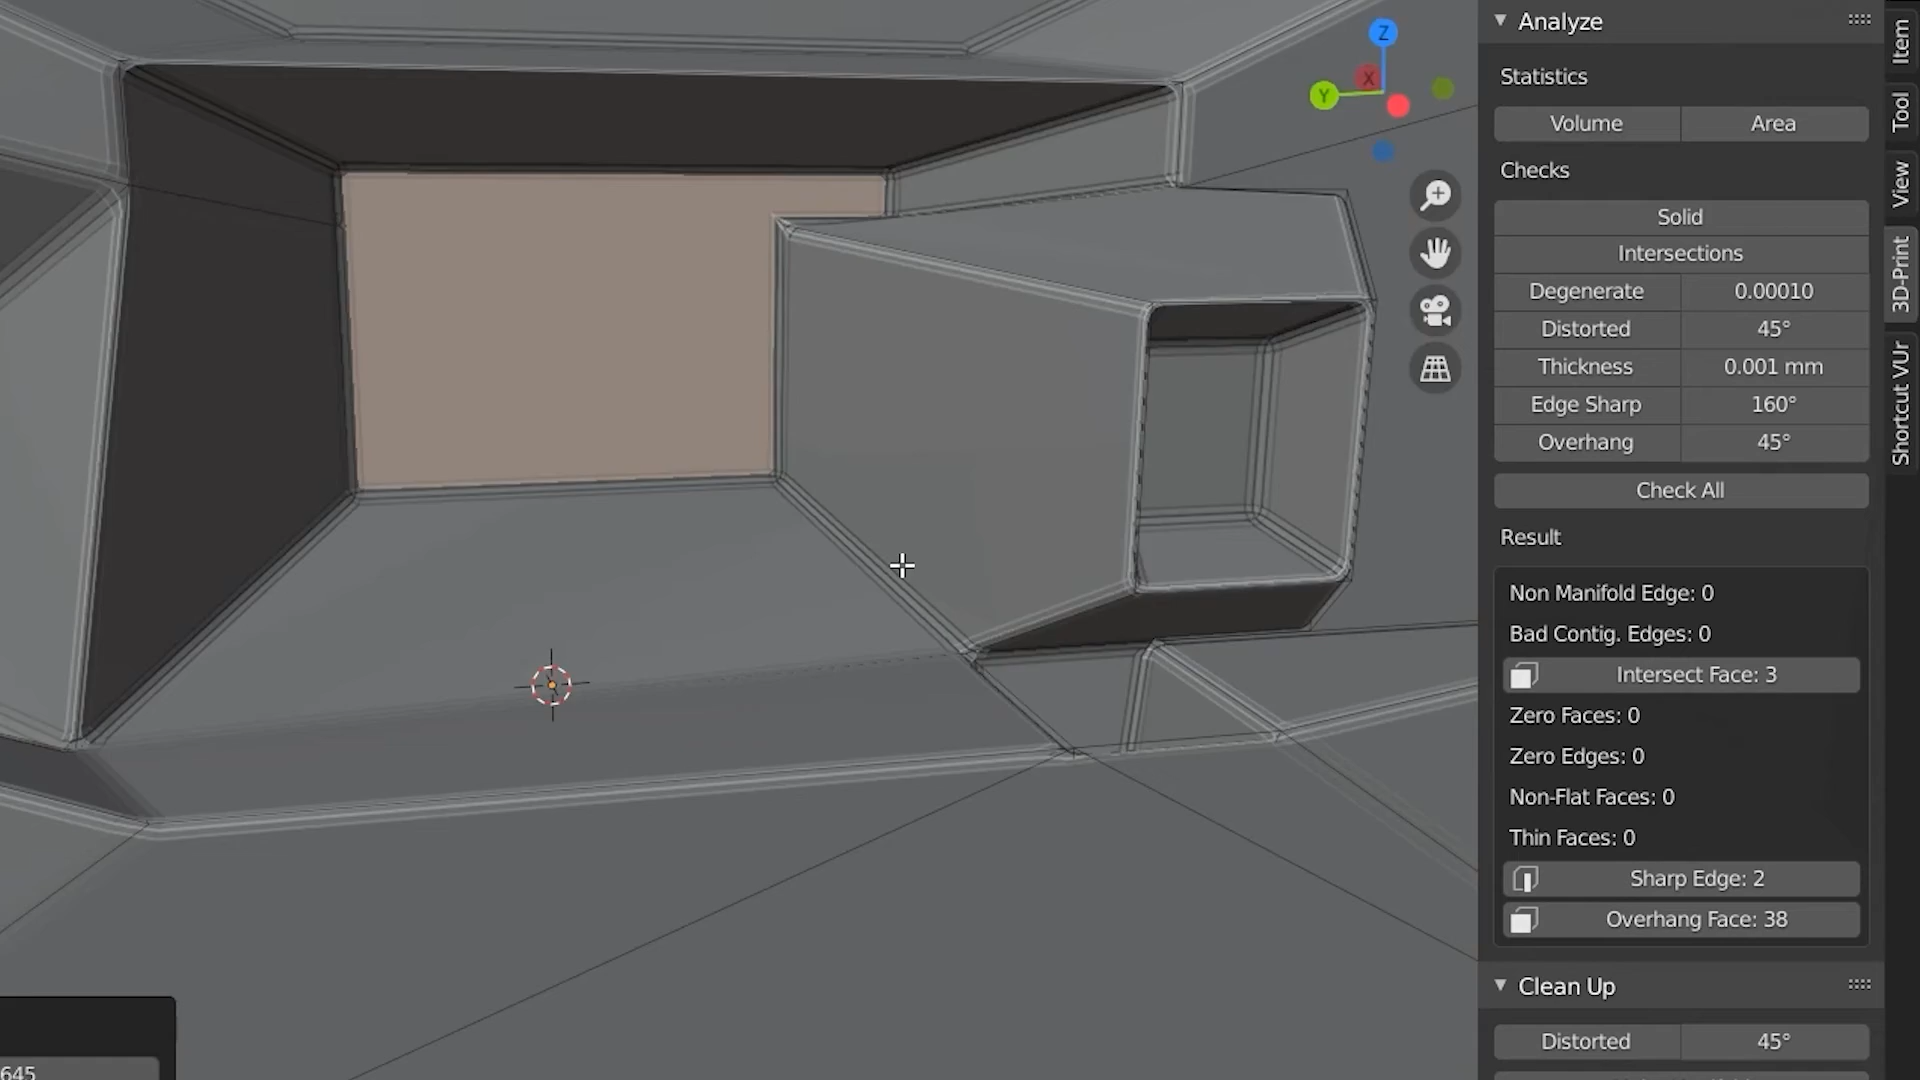 Analyze
Statistics
Volume Area
Checks
Solid
Intersections
Degenerate 0.00010
Distorted 45°
Thickness 0.001 mm
Edge Sharp 160°
Overhang 45°
Check All
Result
Non Manifold Edge: 0
Bad Contig. Edges: 0
Intersect Face: 3
Zero Faces: 0
Zero Edges: 0
Non-Flat Faces: 0
Thin Faces: 0
Sharp Edge: 2
Overhang Face: 38
Clean Up
Distorted 45°
Item
Tool
View
3D-Print
Shortcut VUr
Z
X
Y
645